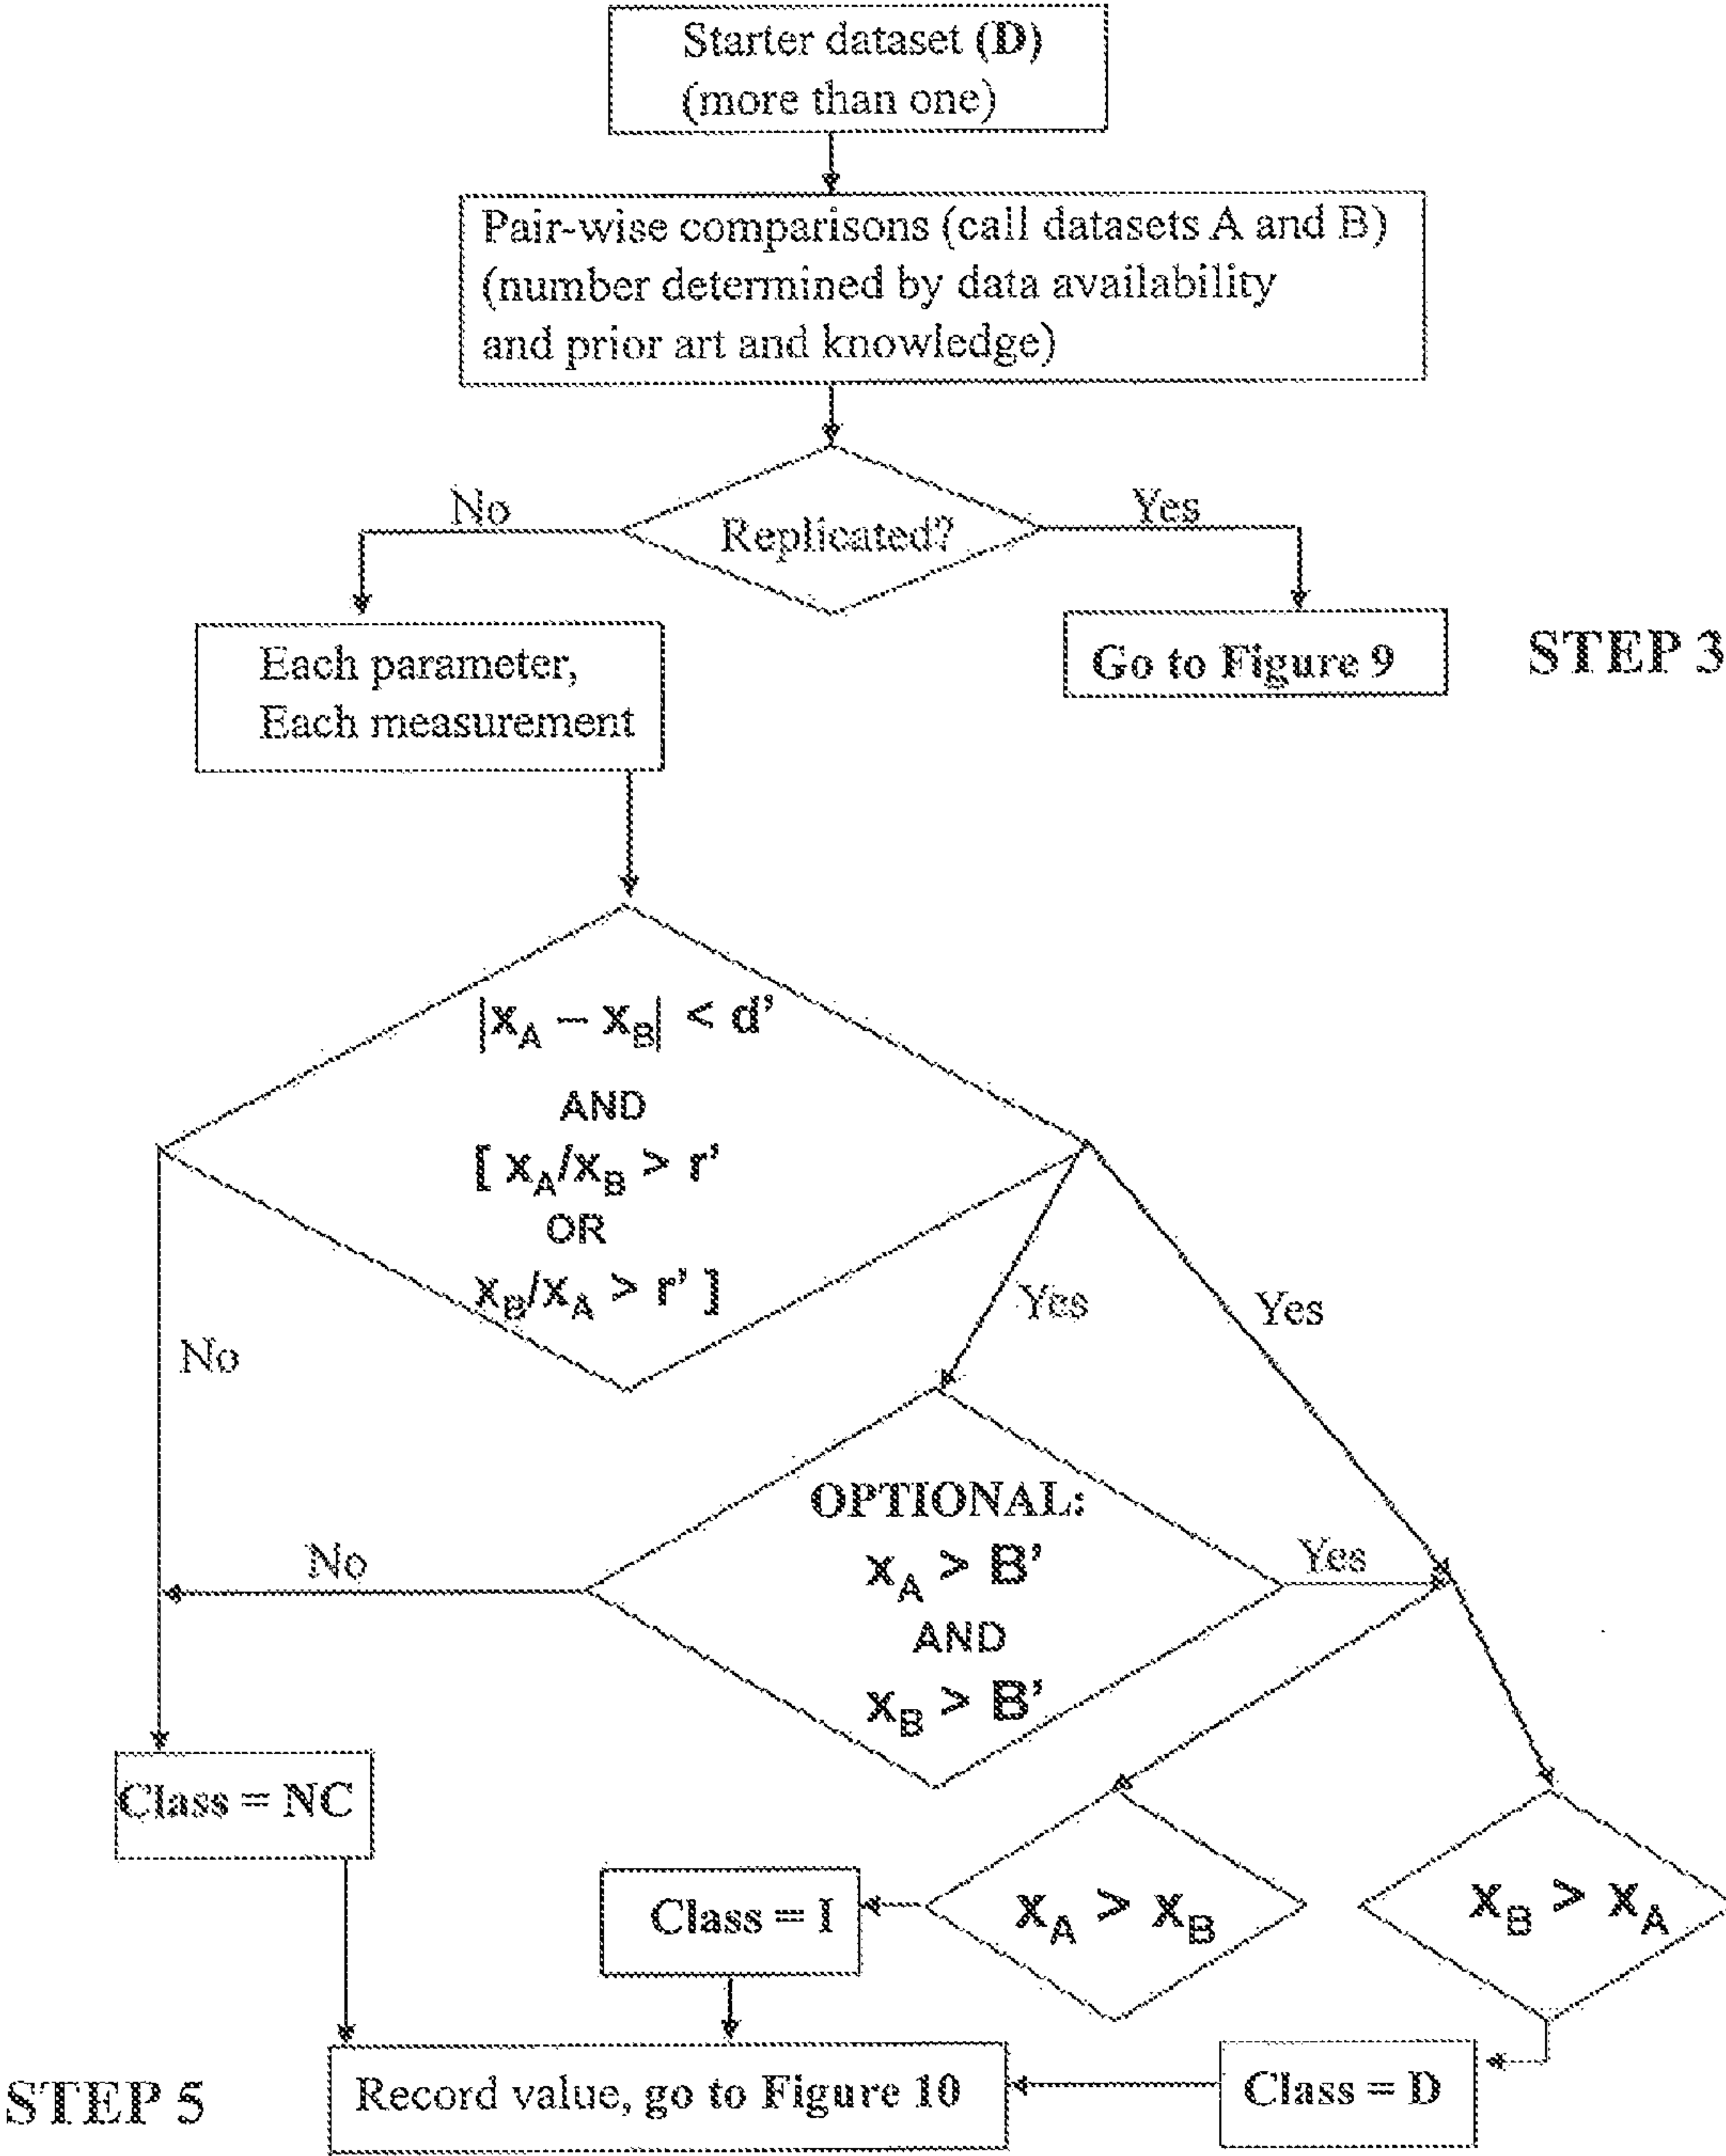 Starter dataset (D)
(more than one)
Pair-wise comparisons (call datasets A and B)
(number determined by data availability
and prior art and knowledge)
No
Replicated?
Yes
Each parameter,
Each measurement
Go to Figure 9
STEP 3
|xA – xB| < d'
AND
[ xA/xB > r'
OR
xB/xA > r' ]
No
Yes
Yes
OPTIONAL:
xA > B'
AND
xB > B'
No
Yes
Class = NC
Class = I
xA > xB
xB > xA
STEP 5
Record value, go to Figure 10
Class = D